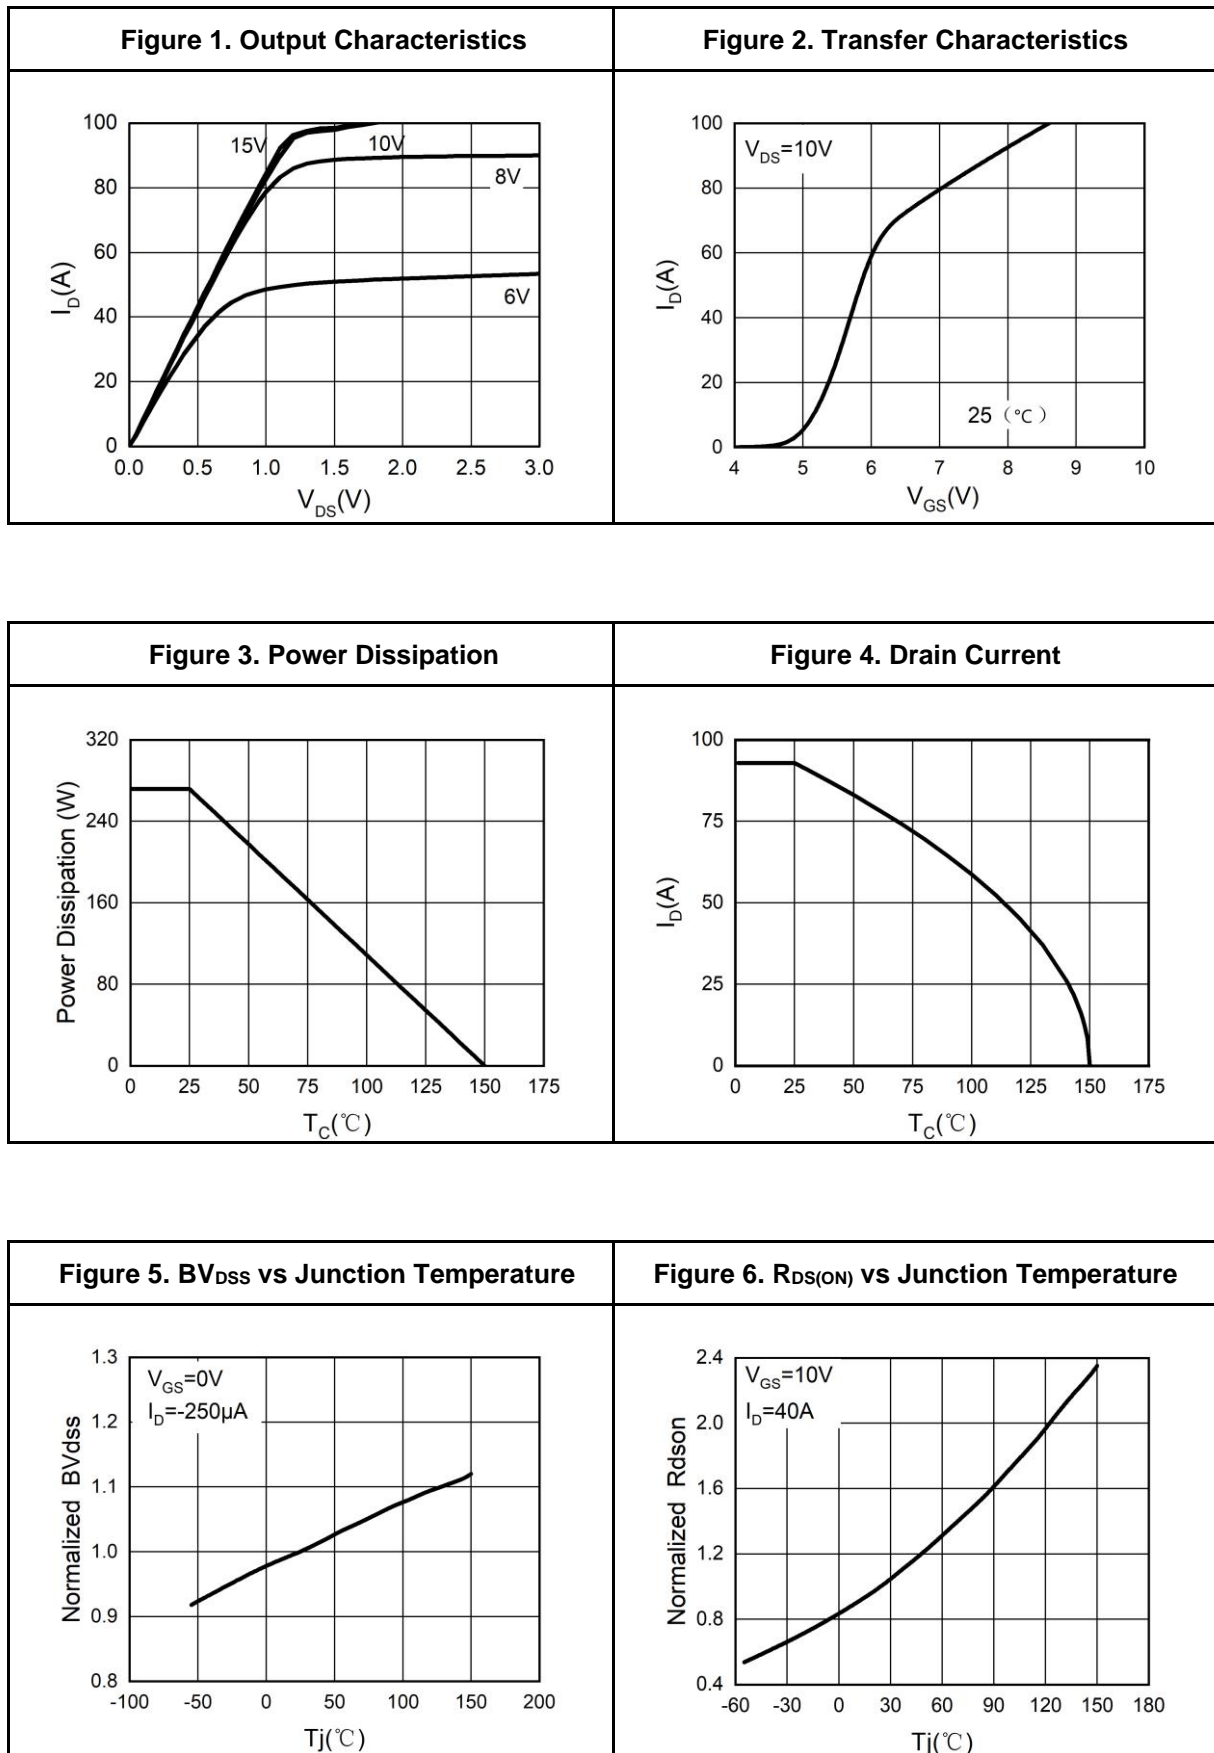 Figure 1. Output Characteristics
Figure 2. Transfer Characteristics
100
80
60
40
20
0
I_D(A)
15V
10V
8V
6V
0.0 0.5 1.0 1.5 2.0 2.5 3.0
V_DS(V)
100
80
60
40
20
0
I_D(A)
V_DS=10V
25（℃）
4 5 6 7 8 9 10
V_GS(V)
Figure 3. Power Dissipation
Figure 4. Drain Current
320
240
160
80
0
Power Dissipation (W)
0 25 50 75 100 125 150 175
T_C(℃)
100
75
50
25
0
I_D(A)
0 25 50 75 100 125 150 175
T_C(℃)
Figure 5. BV_DSS vs Junction Temperature
Figure 6. R_DS(ON) vs Junction Temperature
1.3
1.2
1.1
1.0
0.9
0.8
Normalized BVdss
V_GS=0V
I_D=-250μA
-100 -50 0 50 100 150 200
Tj(℃)
2.4
2.0
1.6
1.2
0.8
0.4
Normalized Rdson
V_GS=10V
I_D=40A
-60 -30 0 30 60 90 120 150 180
Tj(℃)